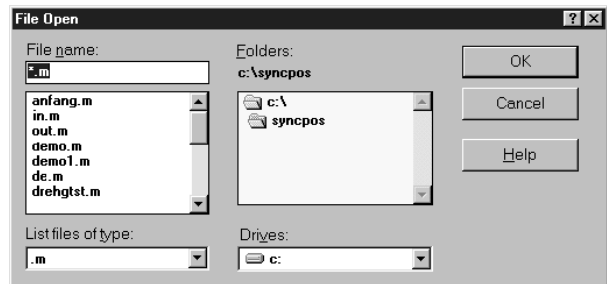 File Open
File name:
*.m
anfang.m
in.m
out.m
demo.m
demo1.m
de.m
drehgtst.m
List files of type:
.m
Folders:
c:\syncpos
c:\
syncpos
Drives:
c:
OK
Cancel
Help